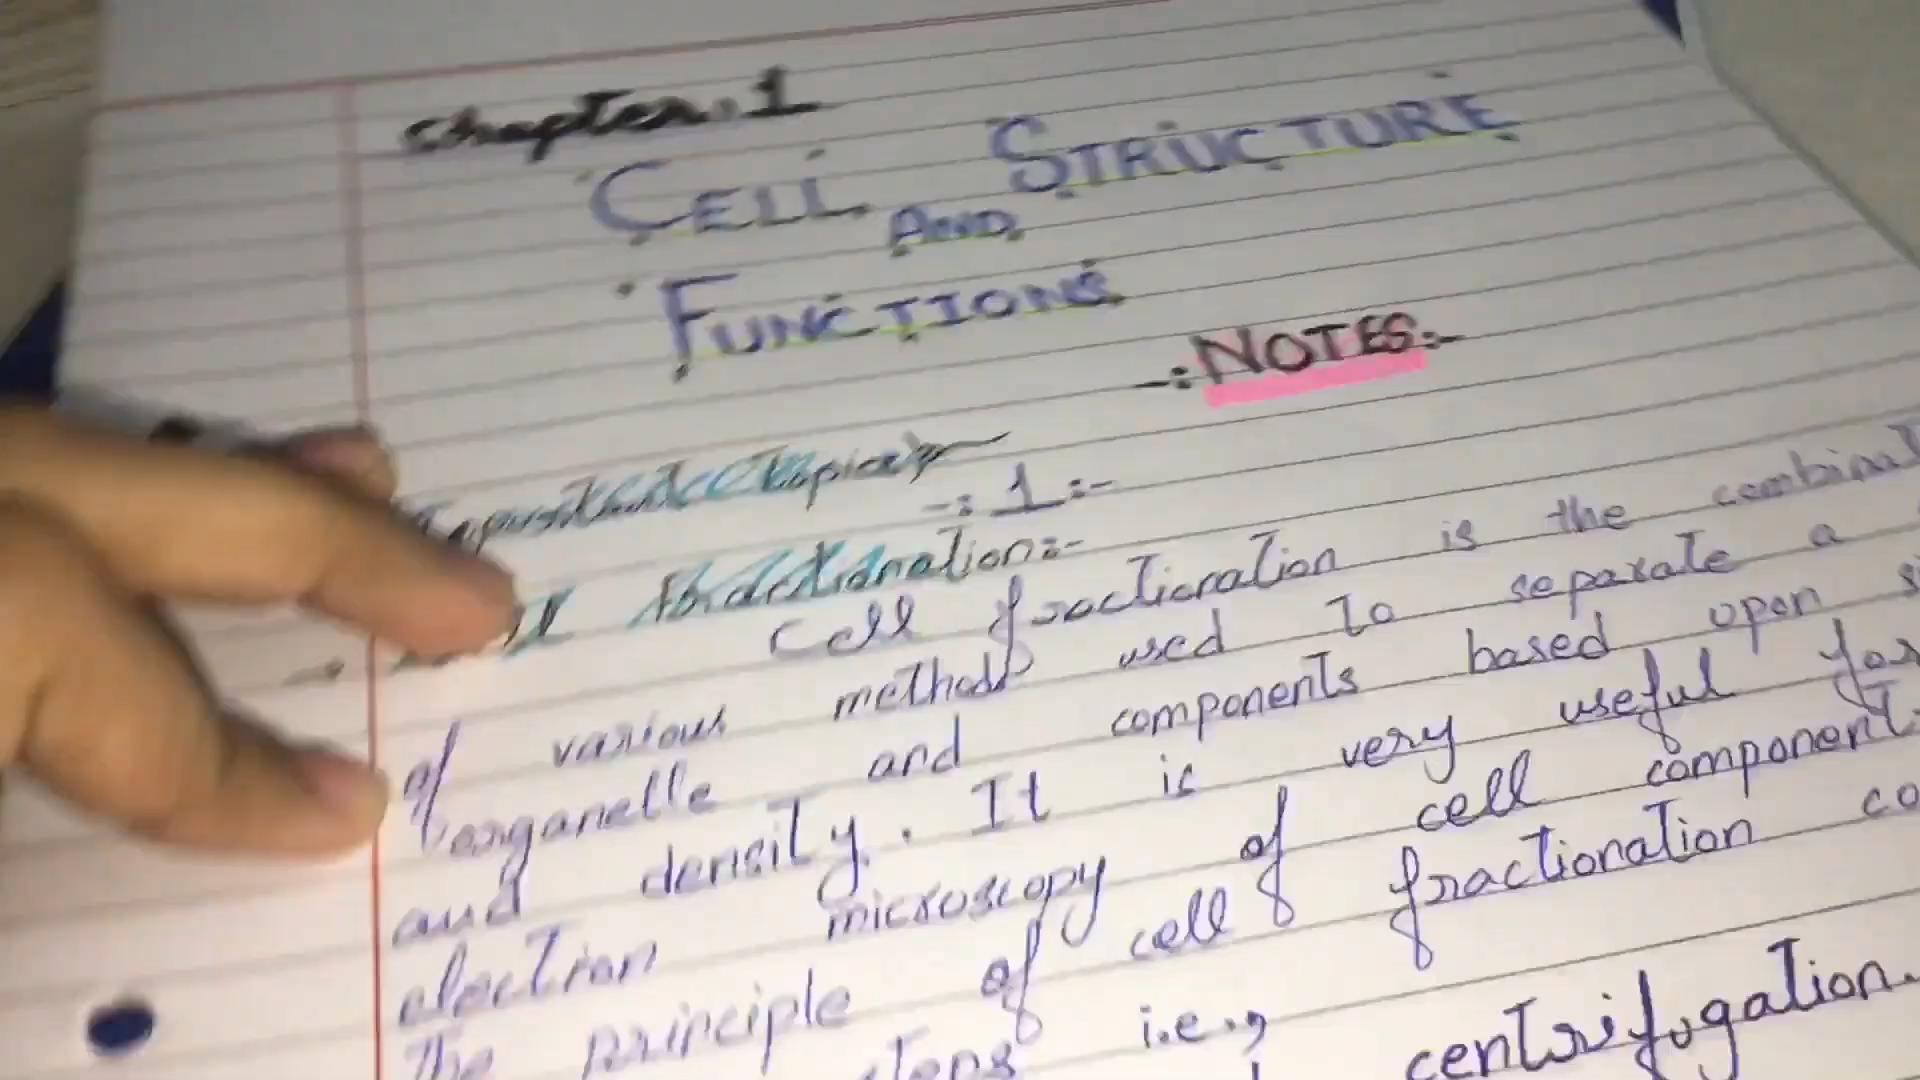 Chapter:1
CELL STRUCTURE
AND
FUNCTIONS
-:NOTES:-
-:1:-
Cell fractionation is the
of various methods used to separate a
organelle and components based upon
and density. It is very useful for
electron microscopy of cell component
The principle of cell fractionation
steps i.e.,
centrifugation.